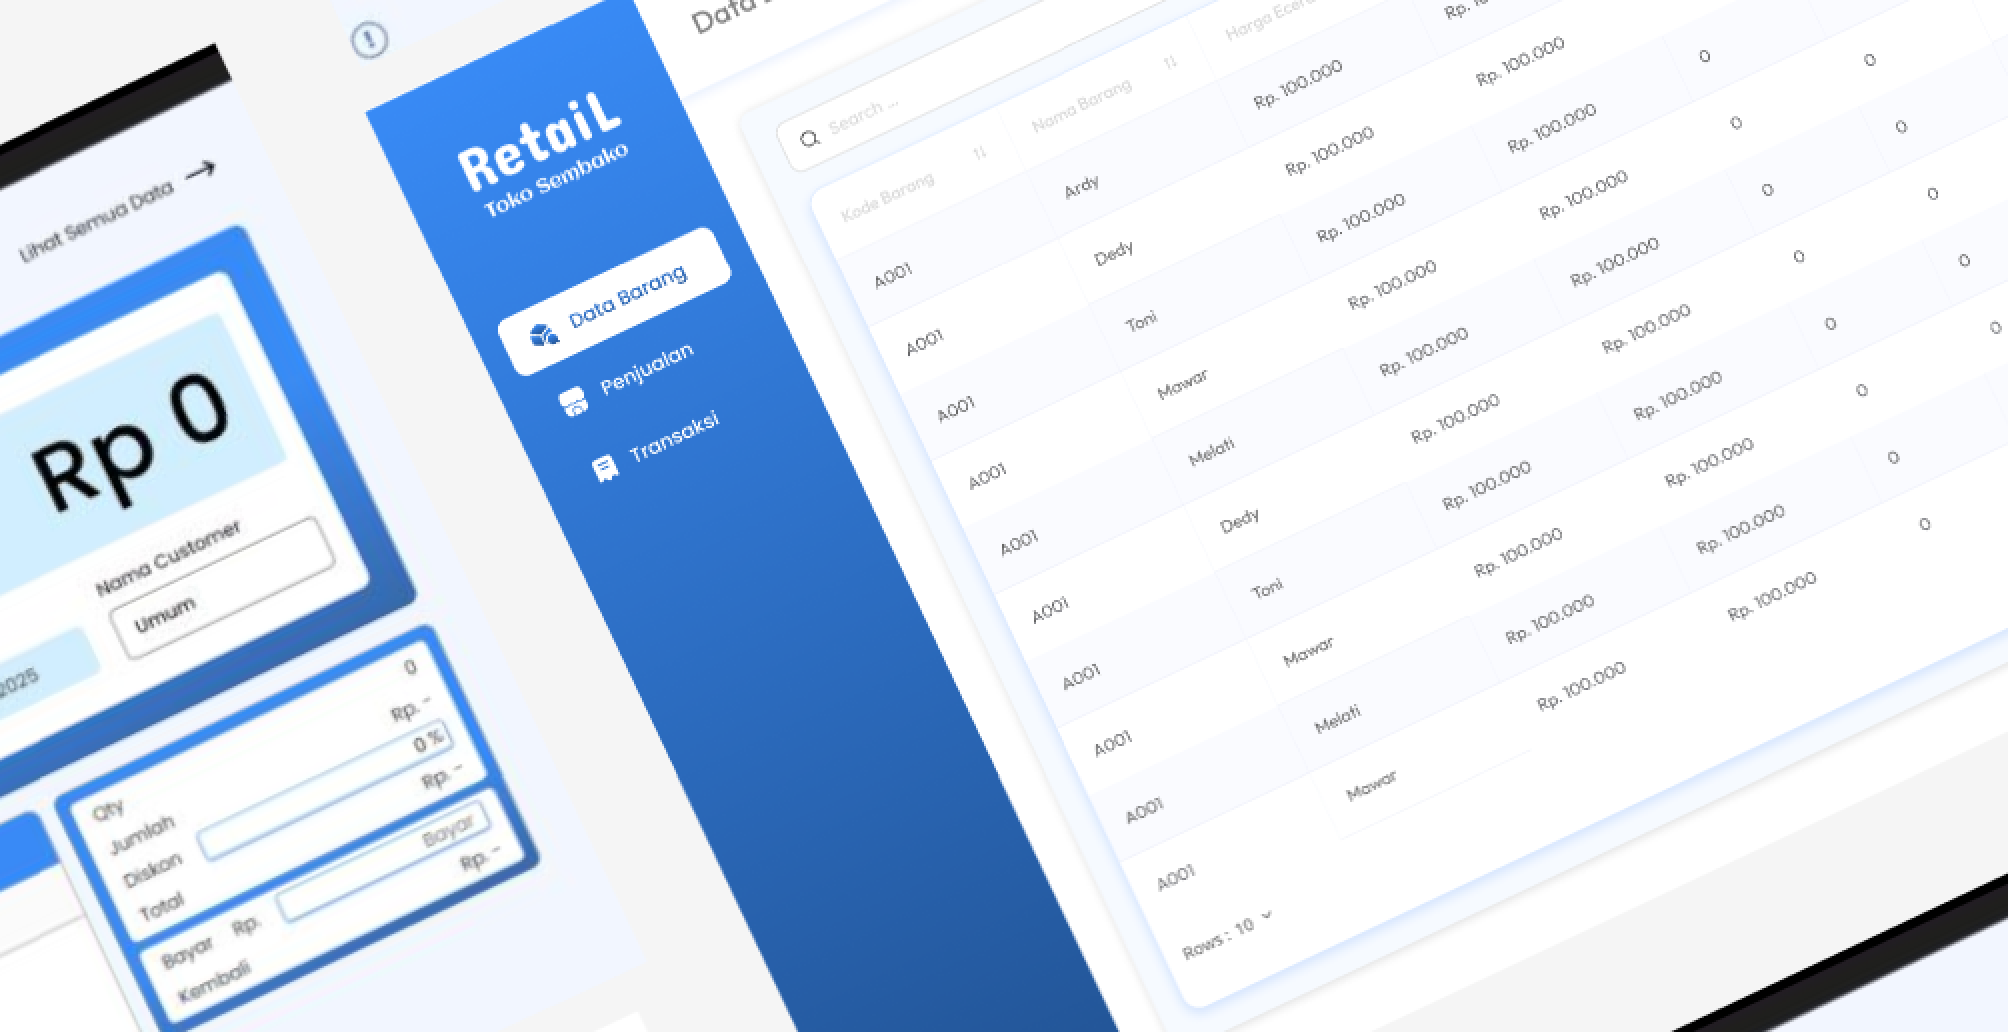 Lihat Semua Data
Rp 0
Nama Customer
Umum
2025
Qty 0
Jumlah Rp. -
Diskon 0 %
Total Rp. -
Bayar Rp. Bayar
Kembali Rp. -
RetaiL
Toko Sembako
Data Barang
Penjualan
Transaksi
Data
Search ...
Kode Barang Nama Barang Harga
A001 Ardy Rp. 100.000 Rp.
A001 Dedy Rp. 100.000 Rp. 100.000
A001 Toni Rp. 100.000 Rp. 100.000 0
A001 Mawar Rp. 100.000 Rp. 100.000 0 0
A001 Melati Rp. 100.000 Rp. 100.000 0 0
A001 Dedy Rp. 100.000 Rp. 100.000 0 0
A001 Toni Rp. 100.000 Rp. 100.000 0 0
A001 Mawar Rp. 100.000 Rp. 100.000 0 0
A001 Melati Rp. 100.000 Rp. 100.000 0
A001 Mawar Rp. 100.000 Rp. 100.000 0
Rows : 10